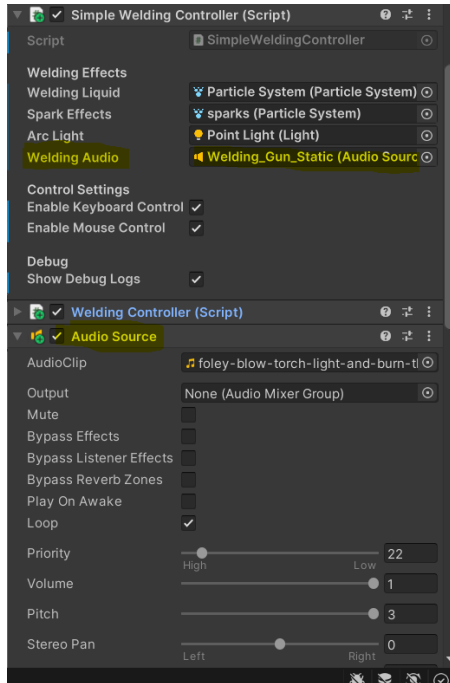 Simple Welding Controller (Script)
Script SimpleWeldingController
Welding Effects
Welding Liquid Particle System (Particle System)
Spark Effects sparks (Particle System)
Arc Light Point Light (Light)
Welding Audio Welding_Gun_Static (Audio Sourc
Control Settings
Enable Keyboard Control
Enable Mouse Control
Debug
Show Debug Logs
Welding Controller (Script)
Audio Source
AudioClip foley-blow-torch-light-and-burn-tl
Output None (Audio Mixer Group)
Mute
Bypass Effects
Bypass Listener Effects
Bypass Reverb Zones
Play On Awake
Loop
Priority 22
High Low
Volume 1
Pitch 3
Stereo Pan 0
Left Right